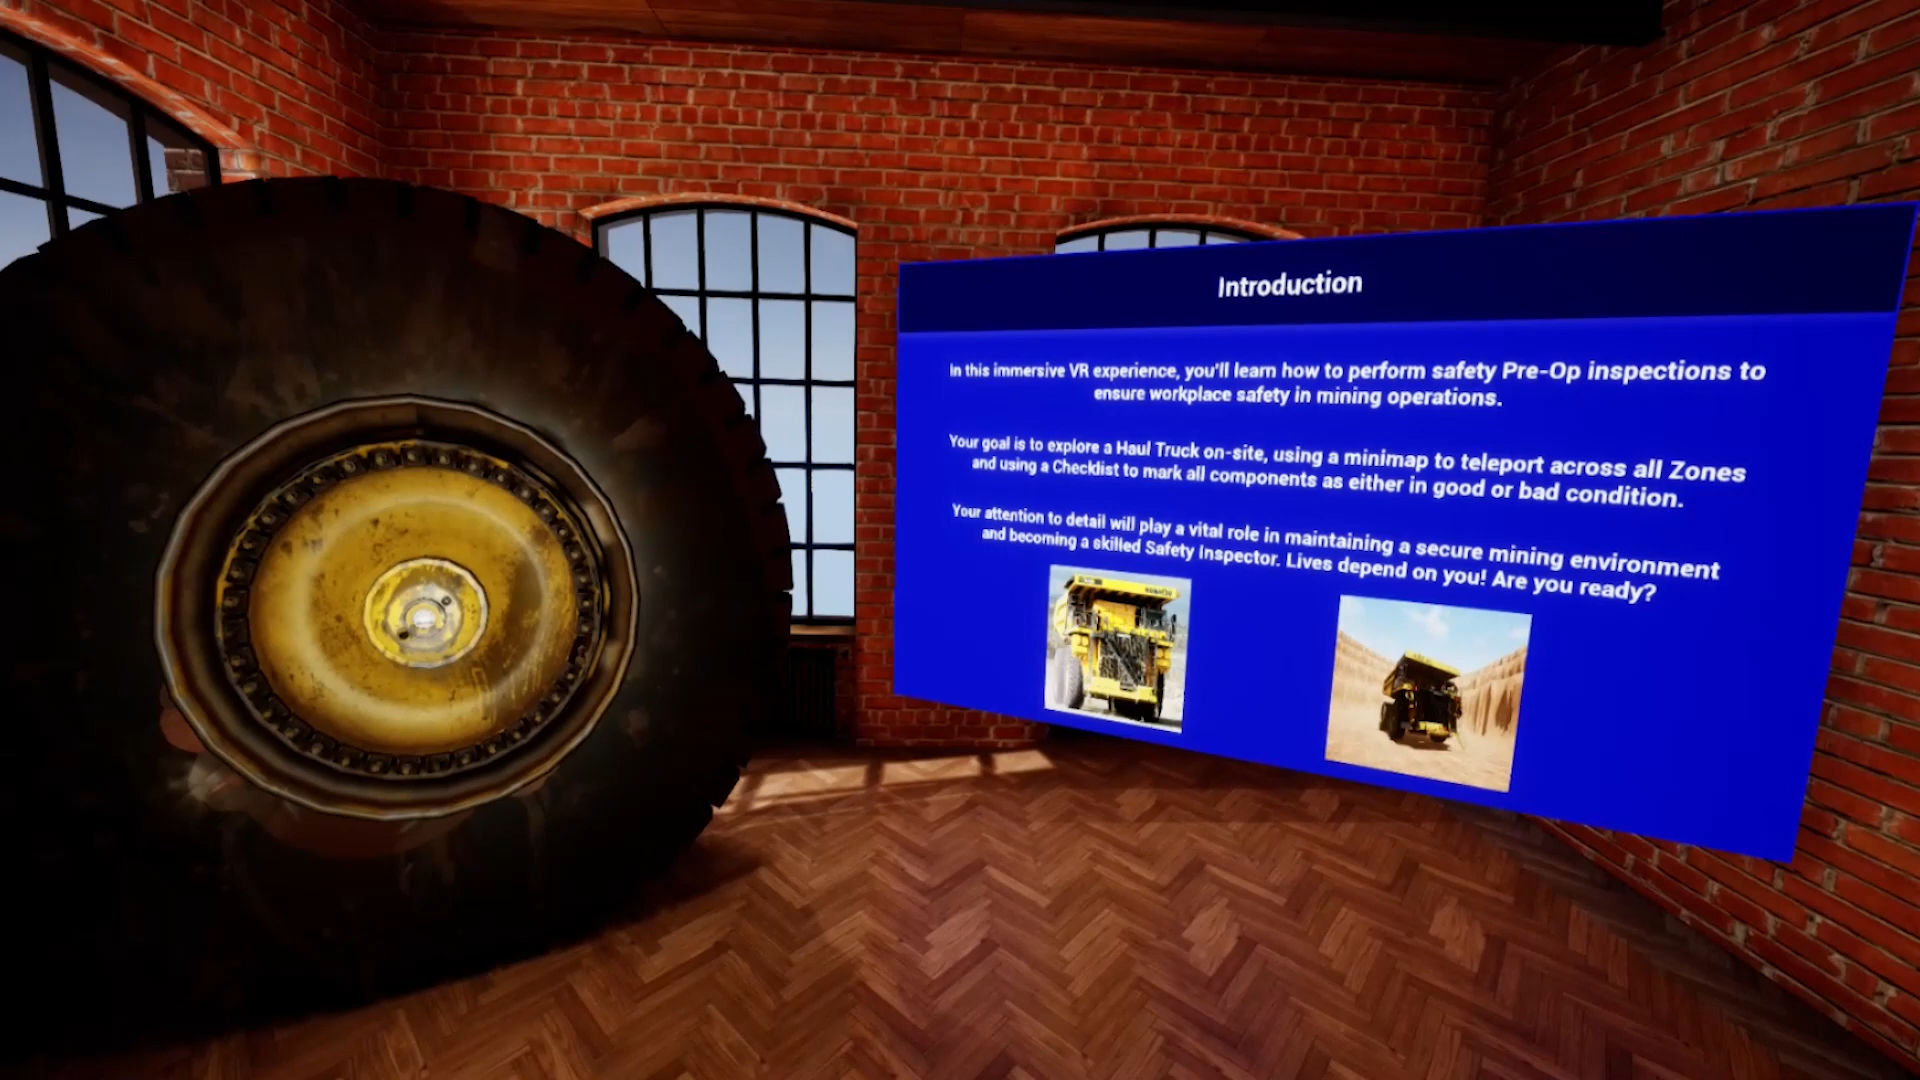 Introduction
In this immersive VR experience, you'll learn how to perform safety Pre-Op inspections to
ensure workplace safety in mining operations.
Your goal is to explore a Haul Truck on-site, using a minimap to teleport across all Zones
and using a Checklist to mark all components as either in good or bad condition.
Your attention to detail will play a vital role in maintaining a secure mining environment
and becoming a skilled Safety Inspector. Lives depend on you! Are you ready?